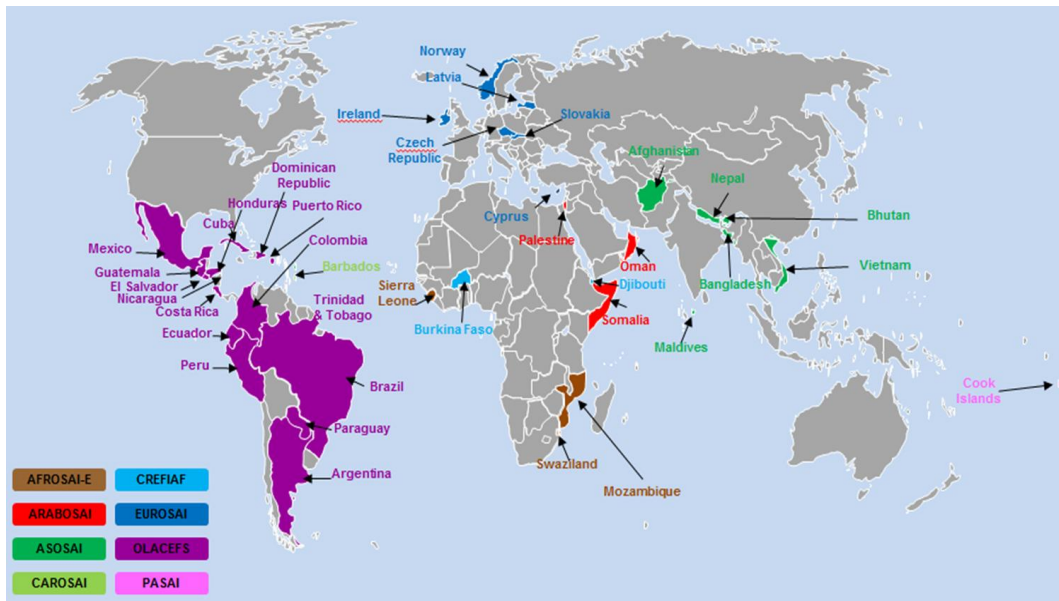 Norway
Latvia
Ireland
Slovakia
Czech
Republic
Afghanistan
Dominican
Republic
Nepal
Honduras
Puerto Rico
Cuba
Cyprus
Bhutan
Mexico
Colombia
Palestine
Guatemala
Barbados
Oman
Vietnam
El Salvador
Sierra
Leone
Djibouti
Bangladesh
Nicaragua
Costa Rica
Trinidad
& Tobago
Burkina Faso
Somalia
Ecuador
Maldives
Peru
Brazil
Cook
Islands
Paraguay
Swaziland
Argentina
Mozambique
AFROSAI-E
CREFIAF
ARABOSAI
EUROSAI
ASOSAI
OLACEFS
CAROSAI
PASAI